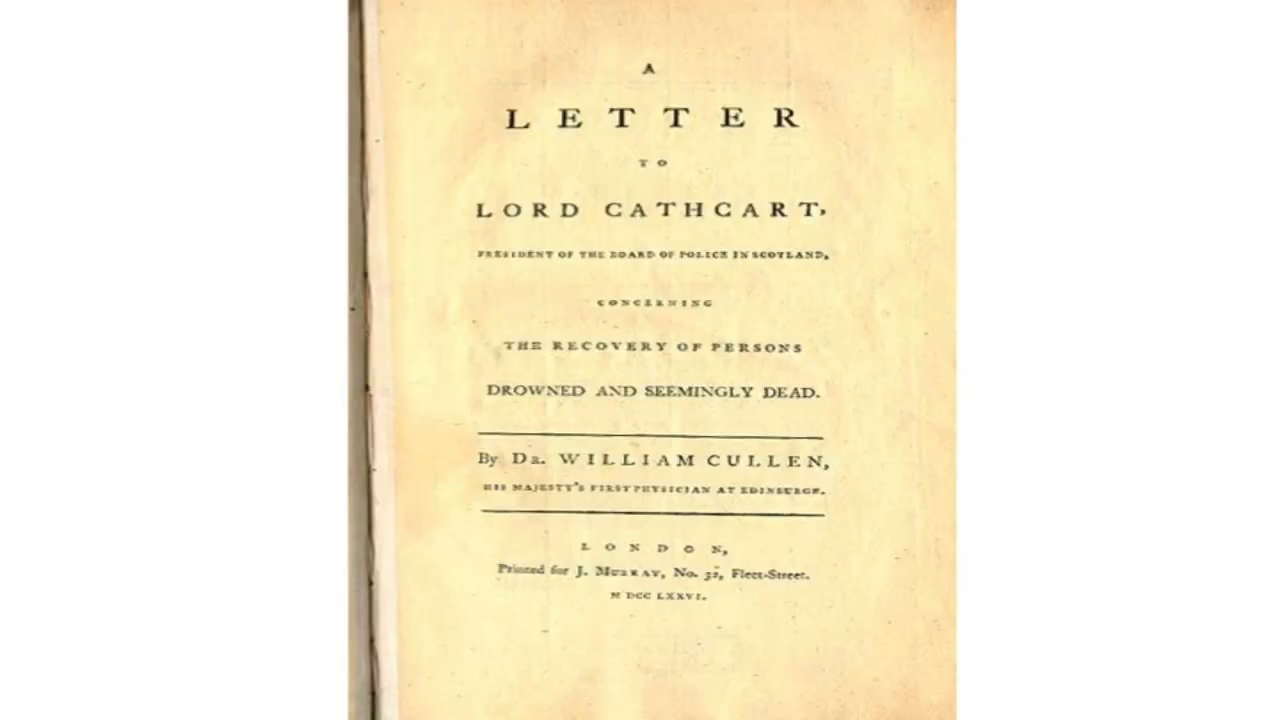 A
LETTER
TO
LORD CATHCART,
PRESIDENT OF THE BOARD OF POLICE IN SCOTLAND,
CONCERNING
THE RECOVERY OF PERSONS
DROWNED AND SEEMINGLY DEAD.
By DR. WILLIAM CULLEN,
HIS MAJESTY'S FIRST PHYSICIAN AT EDINBURGH.
LONDON,
Printed for J. MURRAY, No. 32, Fleet-Street.
M DCC LXXVI.